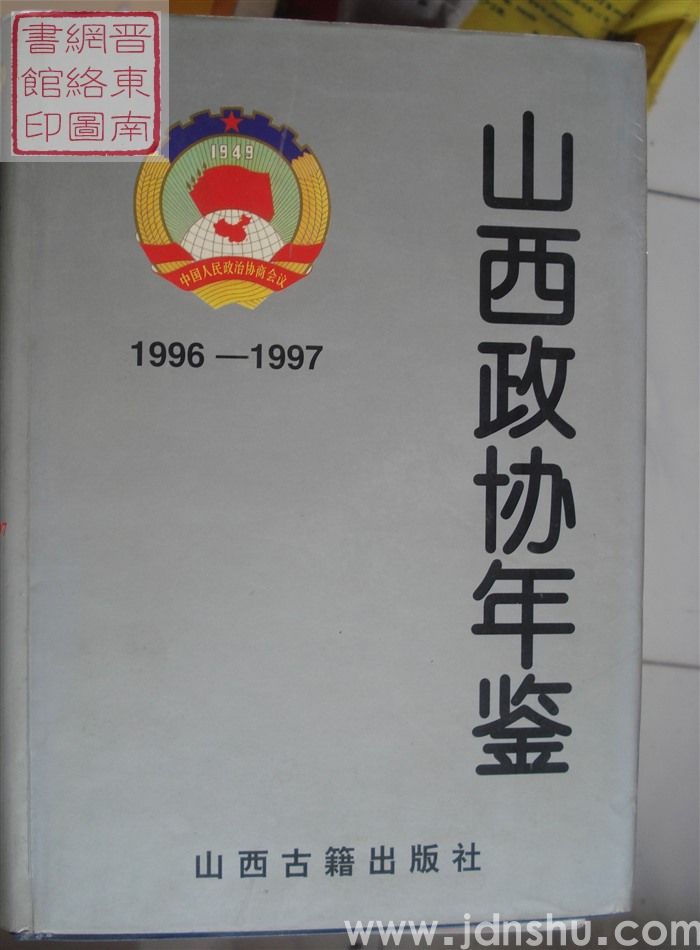 晋東南
網絡圖
書館印
1949
中国人民政治协商会议
1996—1997
山西政协年鉴
山西古籍出版社
www.jdnshu.com